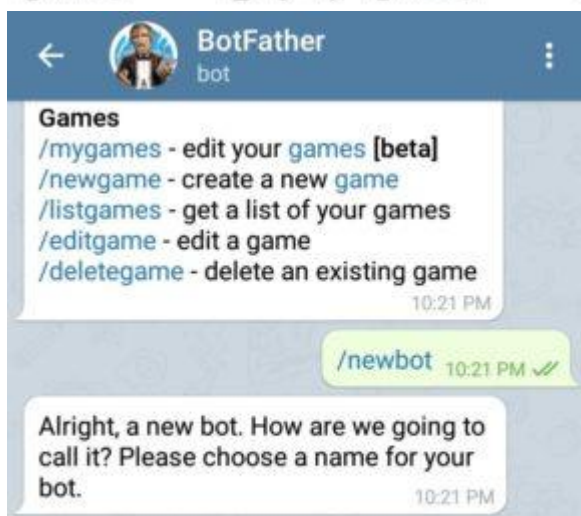 BotFather
bot
Games
/mygames - edit your games [beta]
/newgame - create a new game
/listgames - get a list of your games
/editgame - edit a game
/deletegame - delete an existing game
10:21 PM
/newbot 10:21 PM
Alright, a new bot. How are we going to
call it? Please choose a name for your
bot.
10:21 PM